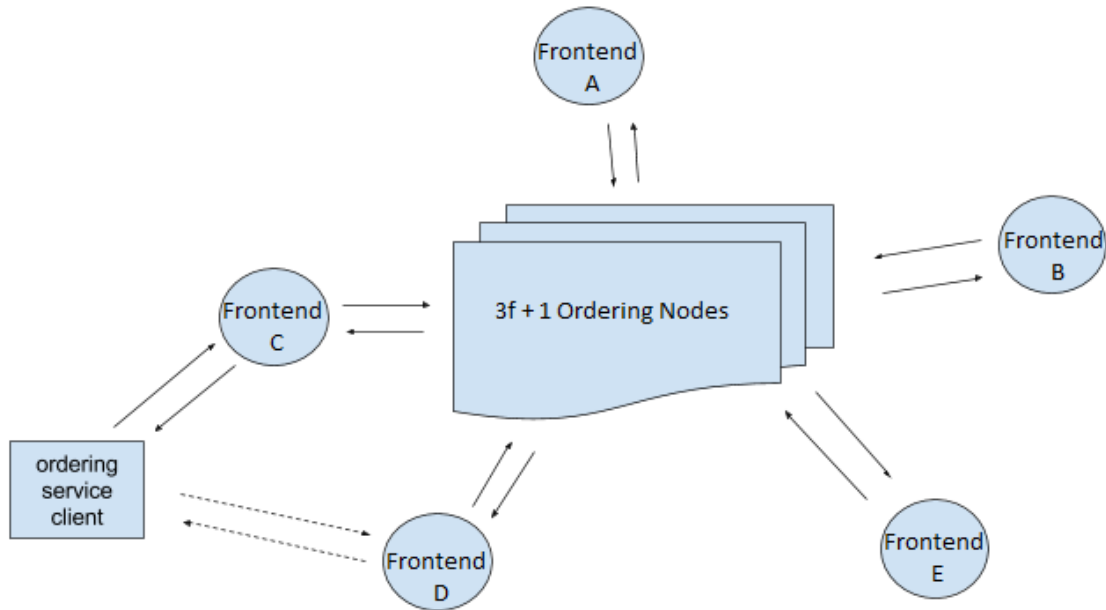 Frontend
A
Frontend
B
3f + 1 Ordering Nodes
Frontend
C
ordering
service
client
Frontend
D
Frontend
E